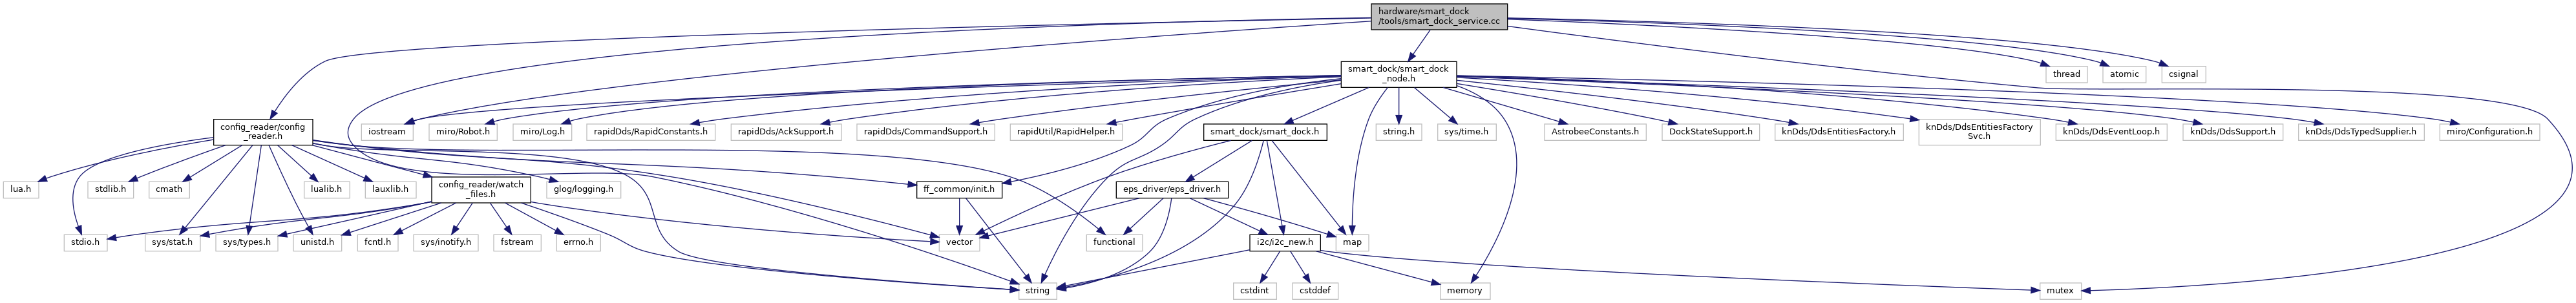 hardware/smart_dock
/tools/smart_dock_service.cc
smart_dock/smart_dock
_node.h
thread
atomic
csignal
config_reader/config
_reader.h
iostream
miro/Robot.h
miro/Log.h
rapidDds/RapidConstants.h
rapidDds/AckSupport.h
rapidDds/CommandSupport.h
rapidUtil/RapidHelper.h
smart_dock/smart_dock.h
string.h
sys/time.h
AstrobeeConstants.h
DockStateSupport.h
knDds/DdsEntitiesFactory.h
knDds/DdsEntitiesFactory
Svc.h
knDds/DdsEventLoop.h
knDds/DdsSupport.h
knDds/DdsTypedSupplier.h
miro/Configuration.h
lua.h
stdlib.h
cmath
lualib.h
lauxlib.h
config_reader/watch
_files.h
glog/logging.h
ff_common/init.h
eps_driver/eps_driver.h
stdio.h
sys/stat.h
sys/types.h
unistd.h
fcntl.h
sys/inotify.h
fstream
errno.h
vector
functional
i2c/i2c_new.h
map
string
cstdint
cstddef
memory
mutex